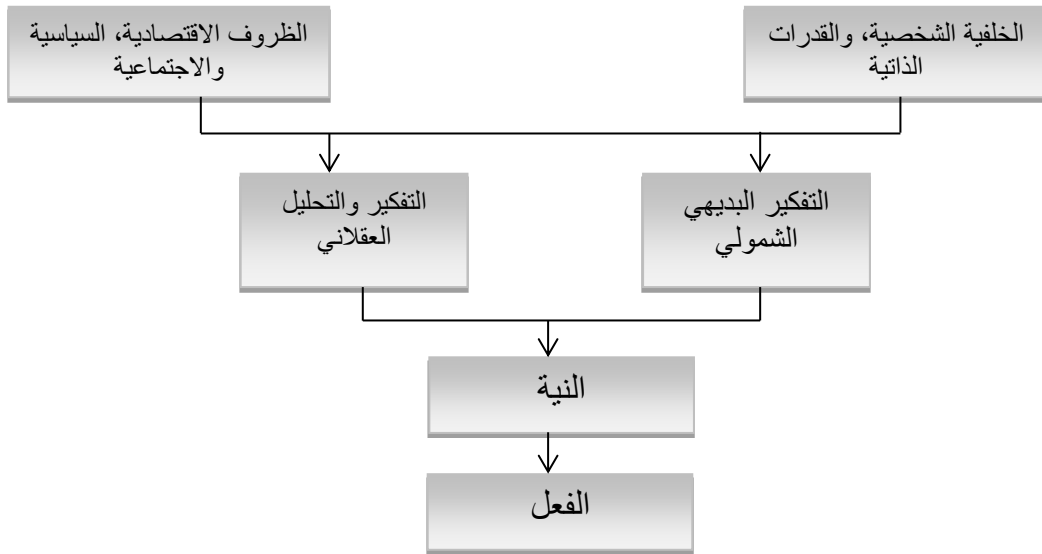 الخلفية الشخصية، والقدرات
الذاتية
الظروف الاقتصادية، السياسية
والاجتماعية
التفكير البديهي
الشمولي
التفكير والتحليل
العقلاني
النية
الفعل